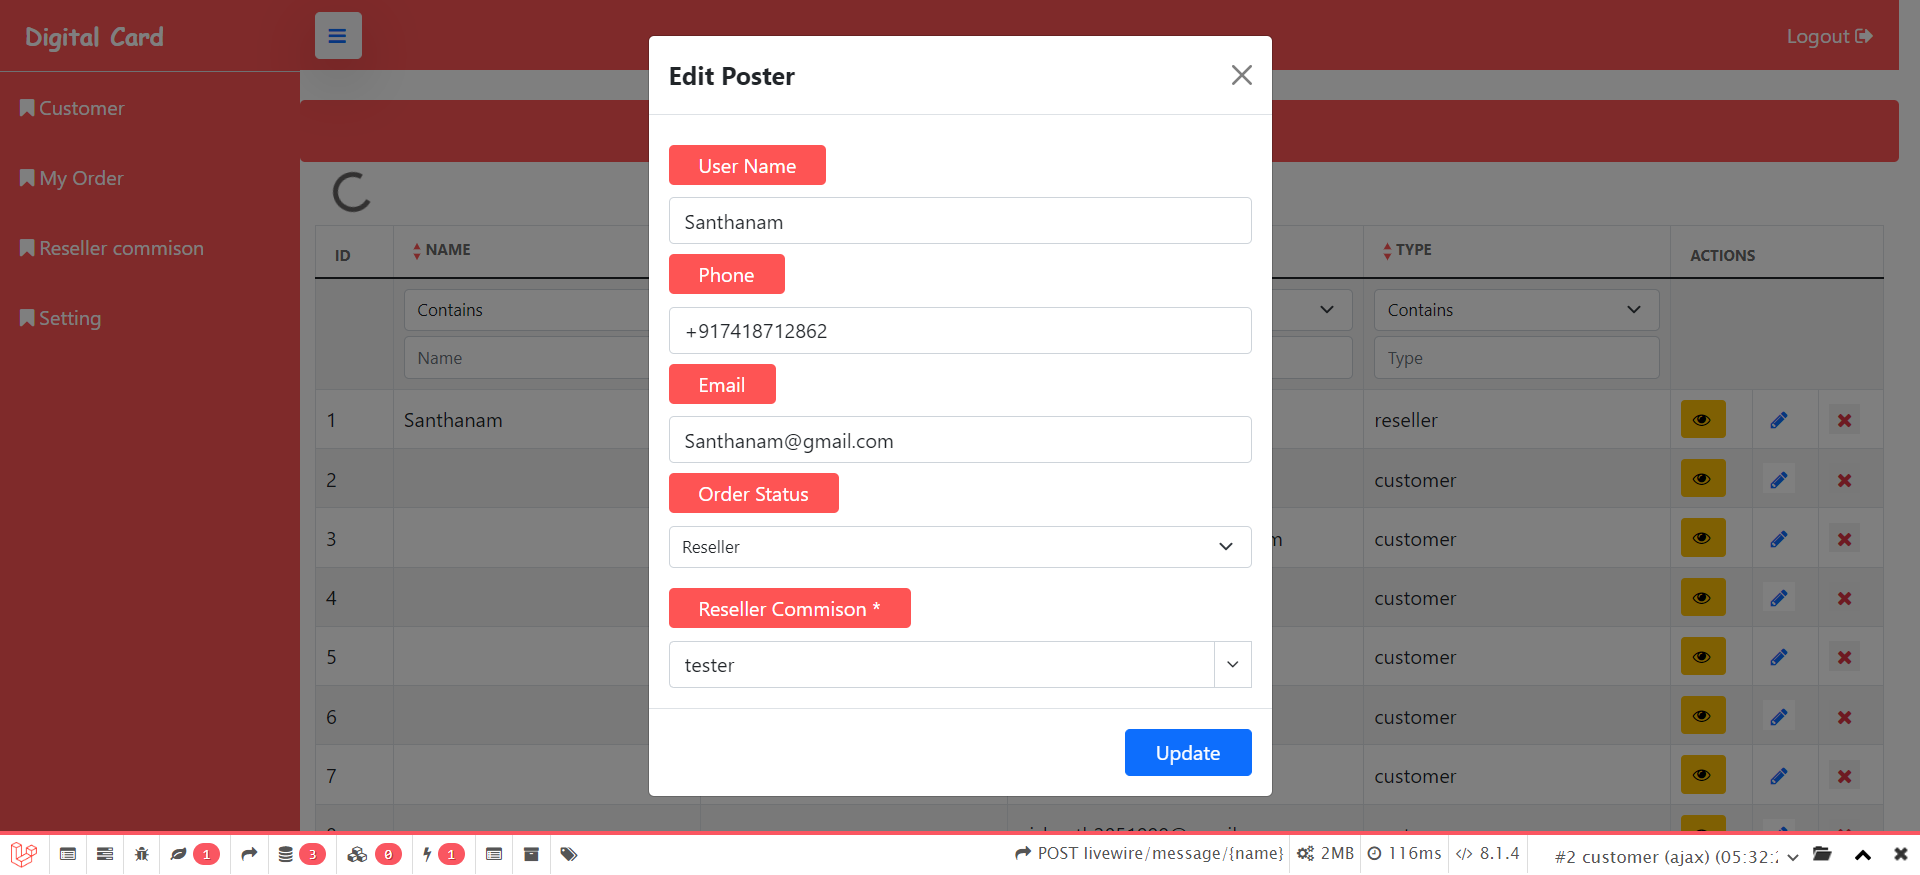 Digital Card
Logout
Customer
My Order
Reseller commison
Setting
Edit Poster
User Name
Santhanam
Phone
+917418712862
Email
Santhanam@gmail.com
Order Status
Reseller
Reseller Commison *
tester
Update
ID NAME TYPE ACTIONS
Contains Contains
Name Type
1 Santhanam reseller
2 customer
3 m customer
4 customer
5 customer
6 customer
7 customer
1 3 0 1 POST livewire/message/{name} 2MB 116ms 8.1.4 #2 customer (ajax) (05:32: